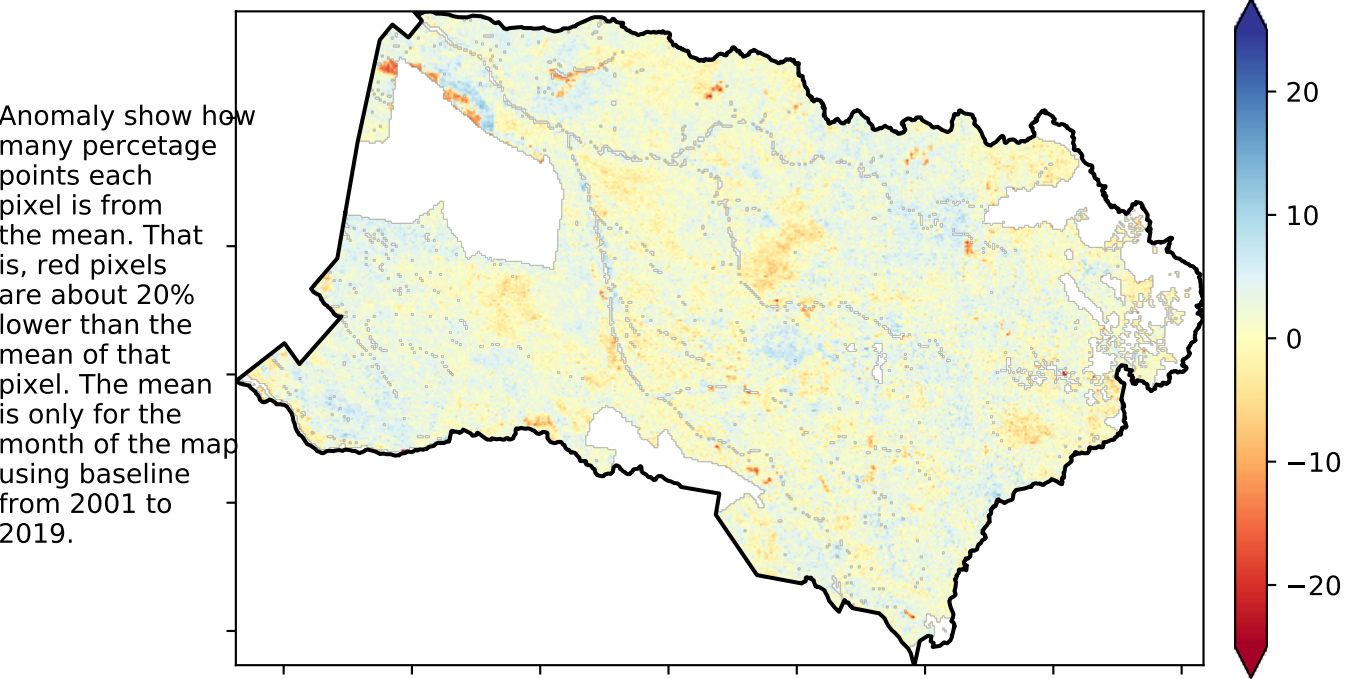 Anomaly show how
many percetage
points each
pixel is from
the mean. That
is, red pixels
are about 20%
lower than the
mean of that
pixel. The mean
is only for the
month of the map
using baseline
from 2001 to
2019.
20
10
0
−10
−20